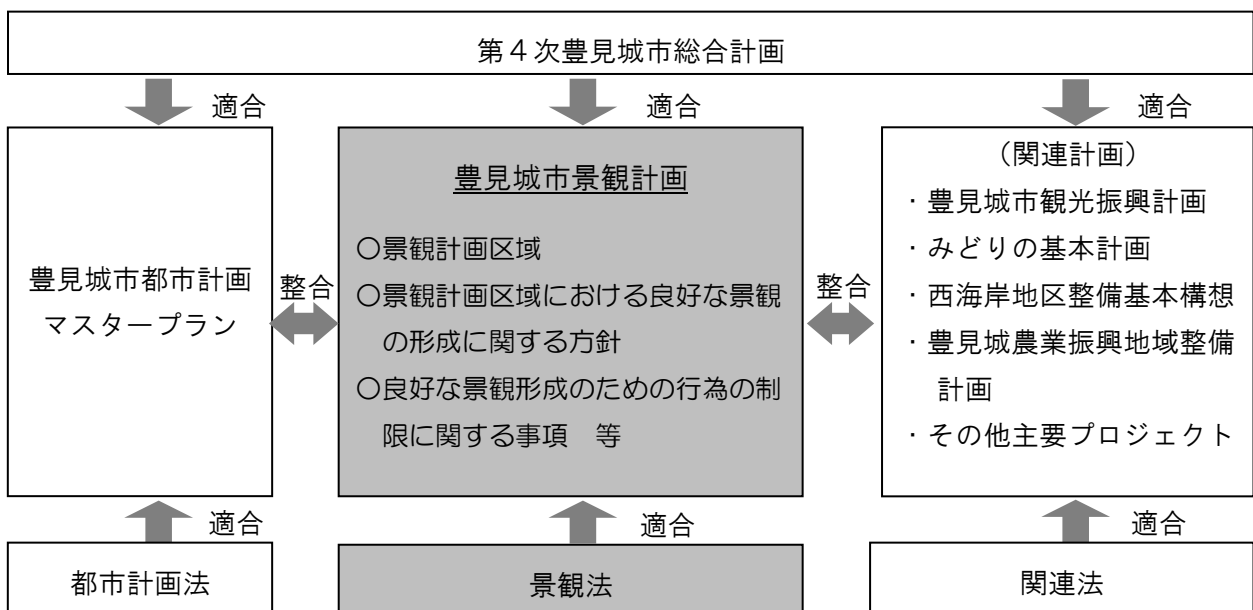 第４次豊見城市総合計画
適合
適合
適合
豊見城市都市計画
マスタープラン
整合
豊見城市景観計画
〇景観計画区域
〇景観計画区域における良好な景観
の形成に関する方針
〇良好な景観形成のための行為の制
限に関する事項　等
整合
（関連計画）
・豊見城市観光振興計画
・みどりの基本計画
・西海岸地区整備基本構想
・豊見城農業振興地域整備
計画
・その他主要プロジェクト
適合
適合
適合
都市計画法
景観法
関連法